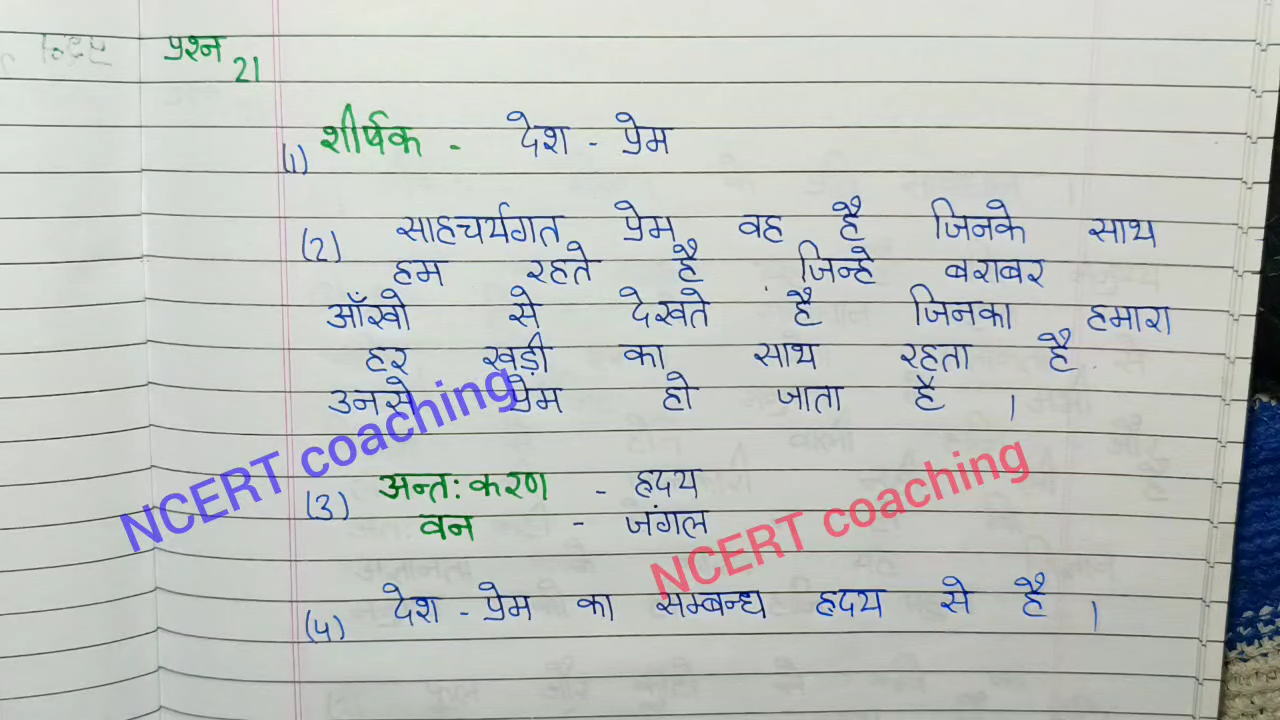 प्रश्न 21
(1) शीर्षक - देश - प्रेम
(2) साहचर्यगत प्रेम वह है जिनके साथ
हम रहते है जिन्हे बराबर
आँखो से देखते है जिनका हमारा
हर खड़ी का साथ रहता है
उनसे प्रेम हो जाता है ।
(3) अन्त: करण - हृदय
वन - जंगल
(4) देश - प्रेम का सम्बन्ध हृदय से है ।
NCERT coaching
NCERT coaching